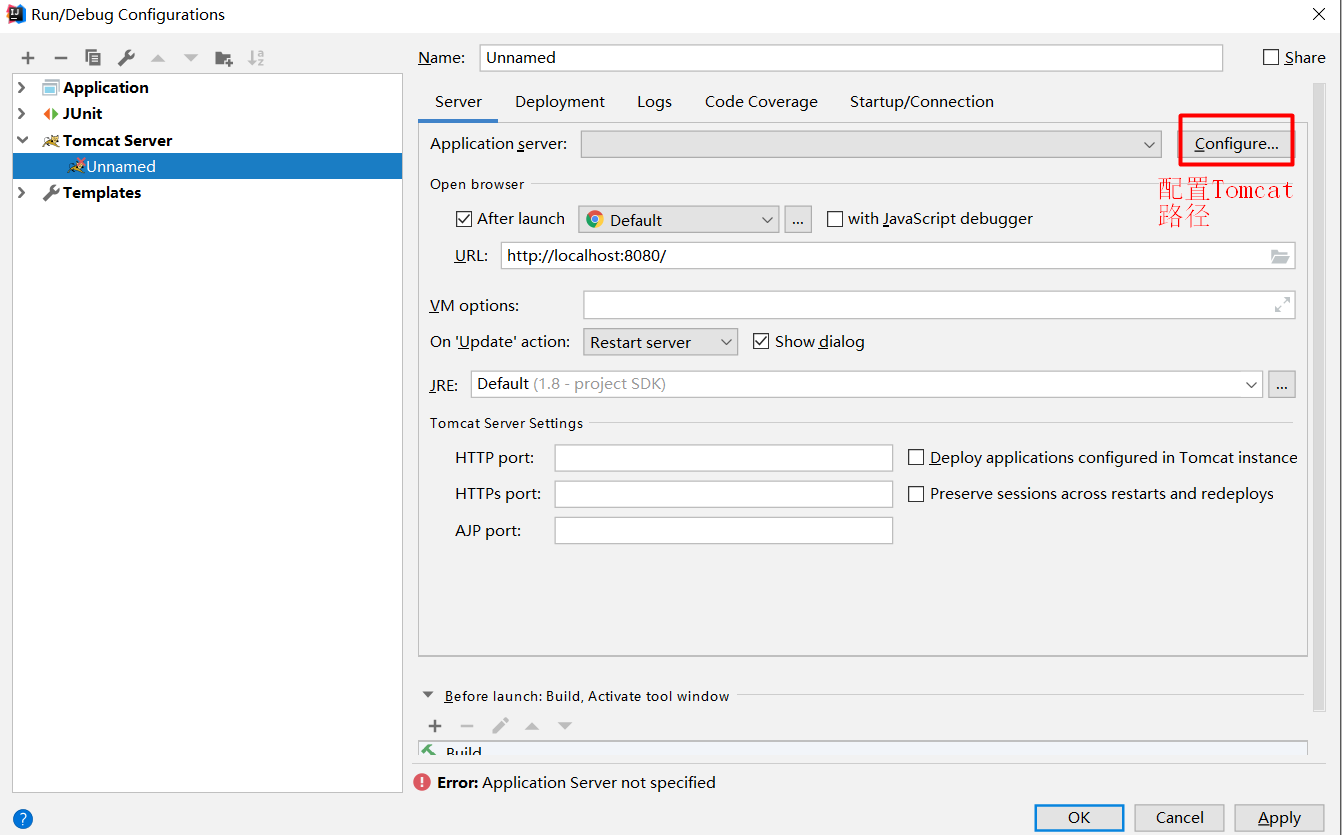 Run/Debug Configurations
Name: Unnamed Share
Application
JUnit
Tomcat Server
Unnamed
Templates
Server Deployment Logs Code Coverage Startup/Connection
Application server: Configure...
配置Tomcat
路径
Open browser
After launch Default ... with JavaScript debugger
URL: http://localhost:8080/
VM options:
On 'Update' action: Restart server Show dialog
JRE: Default (1.8 - project SDK) ...
Tomcat Server Settings
HTTP port: Deploy applications configured in Tomcat instance
HTTPs port: Preserve sessions across restarts and redeploys
AJP port:
Before launch: Build, Activate tool window
Build
Error: Application Server not specified
? OK Cancel Apply